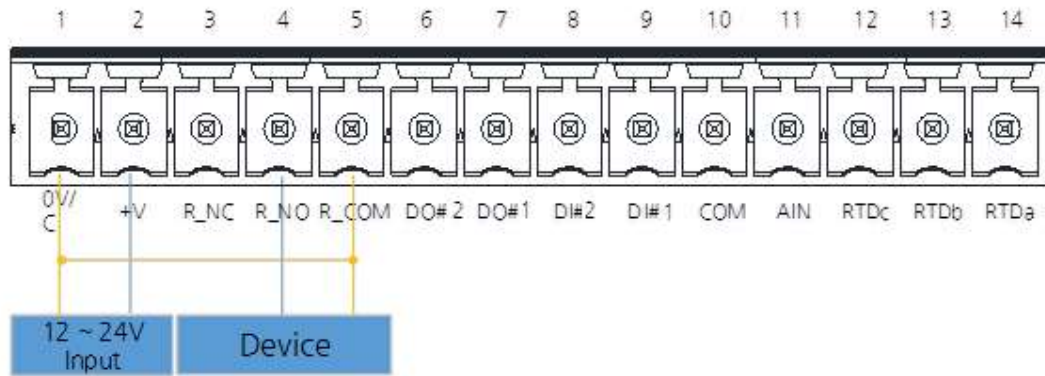 1 2 3 4 5 6 7 8 9 10 11 12 13 14
0V/
C +V R_NC R_NO R_COM DO#2 DO#1 DI#2 DI#1 COM AIN RTDc RTDb RTDa
12 ~ 24V
Input
Device